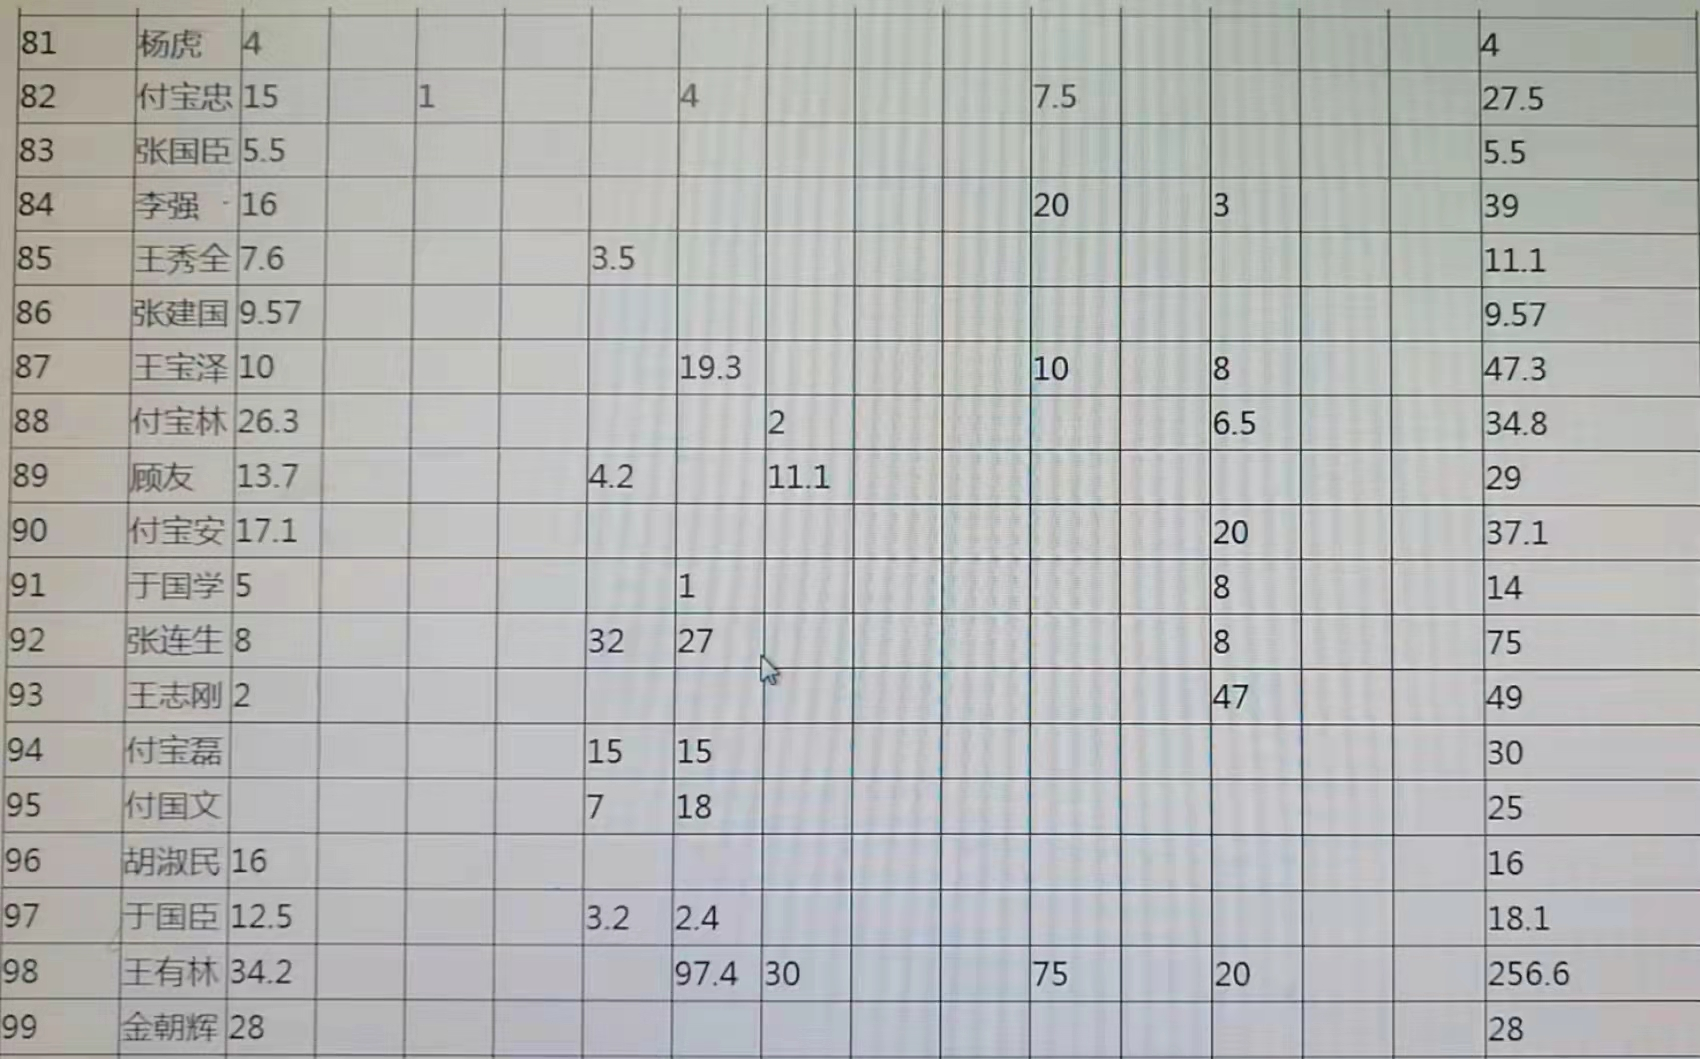 81 杨虎 4 4
82 付宝忠 15 1 4 7.5 27.5
83 张国臣 5.5 5.5
84 李强 16 20 3 39
85 王秀全 7.6 3.5 11.1
86 张建国 9.57 9.57
87 王宝泽 10 19.3 10 8 47.3
88 付宝林 26.3 2 6.5 34.8
89 顾友 13.7 4.2 11.1 29
90 付宝安 17.1 20 37.1
91 于国学 5 1 8 14
92 张连生 8 32 27 8 75
93 王志刚 2 47 49
94 付宝磊 15 15 30
95 付国文 7 18 25
96 胡淑民 16 16
97 于国臣 12.5 3.2 2.4 18.1
98 王有林 34.2 97.4 30 75 20 256.6
99 金朝辉 28 28